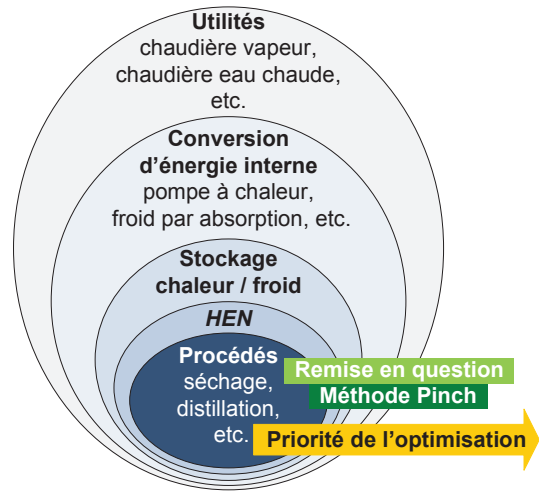 Utilités
chaudière vapeur,
chaudière eau chaude,
etc.
Conversion
d'énergie interne
pompe à chaleur,
froid par absorption, etc.
Stockage
chaleur / froid
HEN
Procédés
séchage,
distillation,
etc.
Remise en question
Méthode Pinch
Priorité de l'optimisation